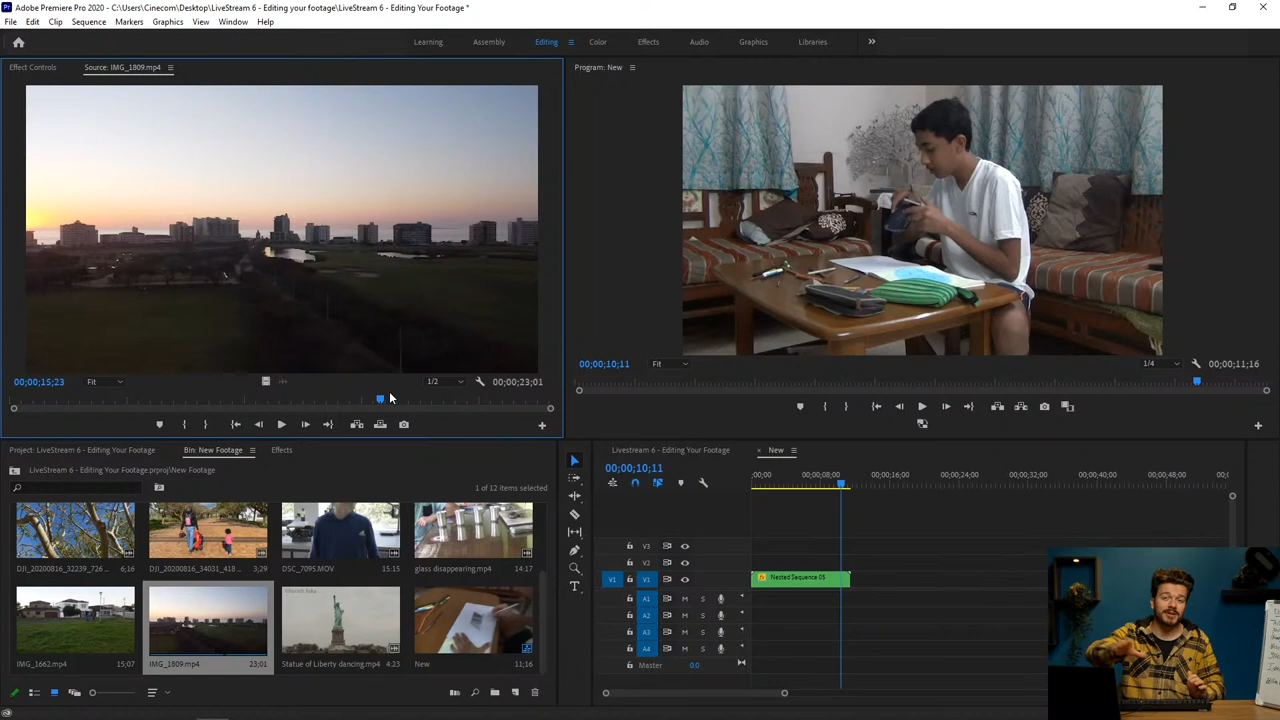 Adobe Premiere Pro 2020 - C:\Users\Cinecom\Desktop\LiveStream 6 - Editing your footage\LiveStream 6 - Editing Your Footage *
File Edit Clip Sequence Markers Graphics View Window Help
Learning Assembly Editing Color Effects Audio Graphics Libraries
Effect Controls Source: IMG_1809.mp4 Program: New
00;00;15;23 Fit 1/2 00;00;23;01
00;00;10;11 Fit 1/4 00;00;11;16
Project: LiveStream 6 - Editing Your Footage Bin: New Footage Effects
LiveStream 6 - Editing Your Footage.prproj\New Footage
1 of 12 items selected
DJI_20200816_32239_726 ... 6;16 DJI_20200816_34031_418 ... 3;29 DSC_7095.MOV 15;15 glass disappearing.mp4 14;17
IMG_1662.mp4 15;07 IMG_1809.mp4 23;01 Statue of Liberty dancing.mp4 4:23 New 11;16
Livestream 6 - Editing Your Footage × New
00;00;10;11
;00;00 00;00;08;00 00;00;16;00 00;00;24;00 00;00;32;00 00;00;40;00 00;00;48;00 00;
V3
V2
V1 V1 Nested Sequence 05
A1 M S
A2 M S
A3 M S
A4 M S
Master 0.0